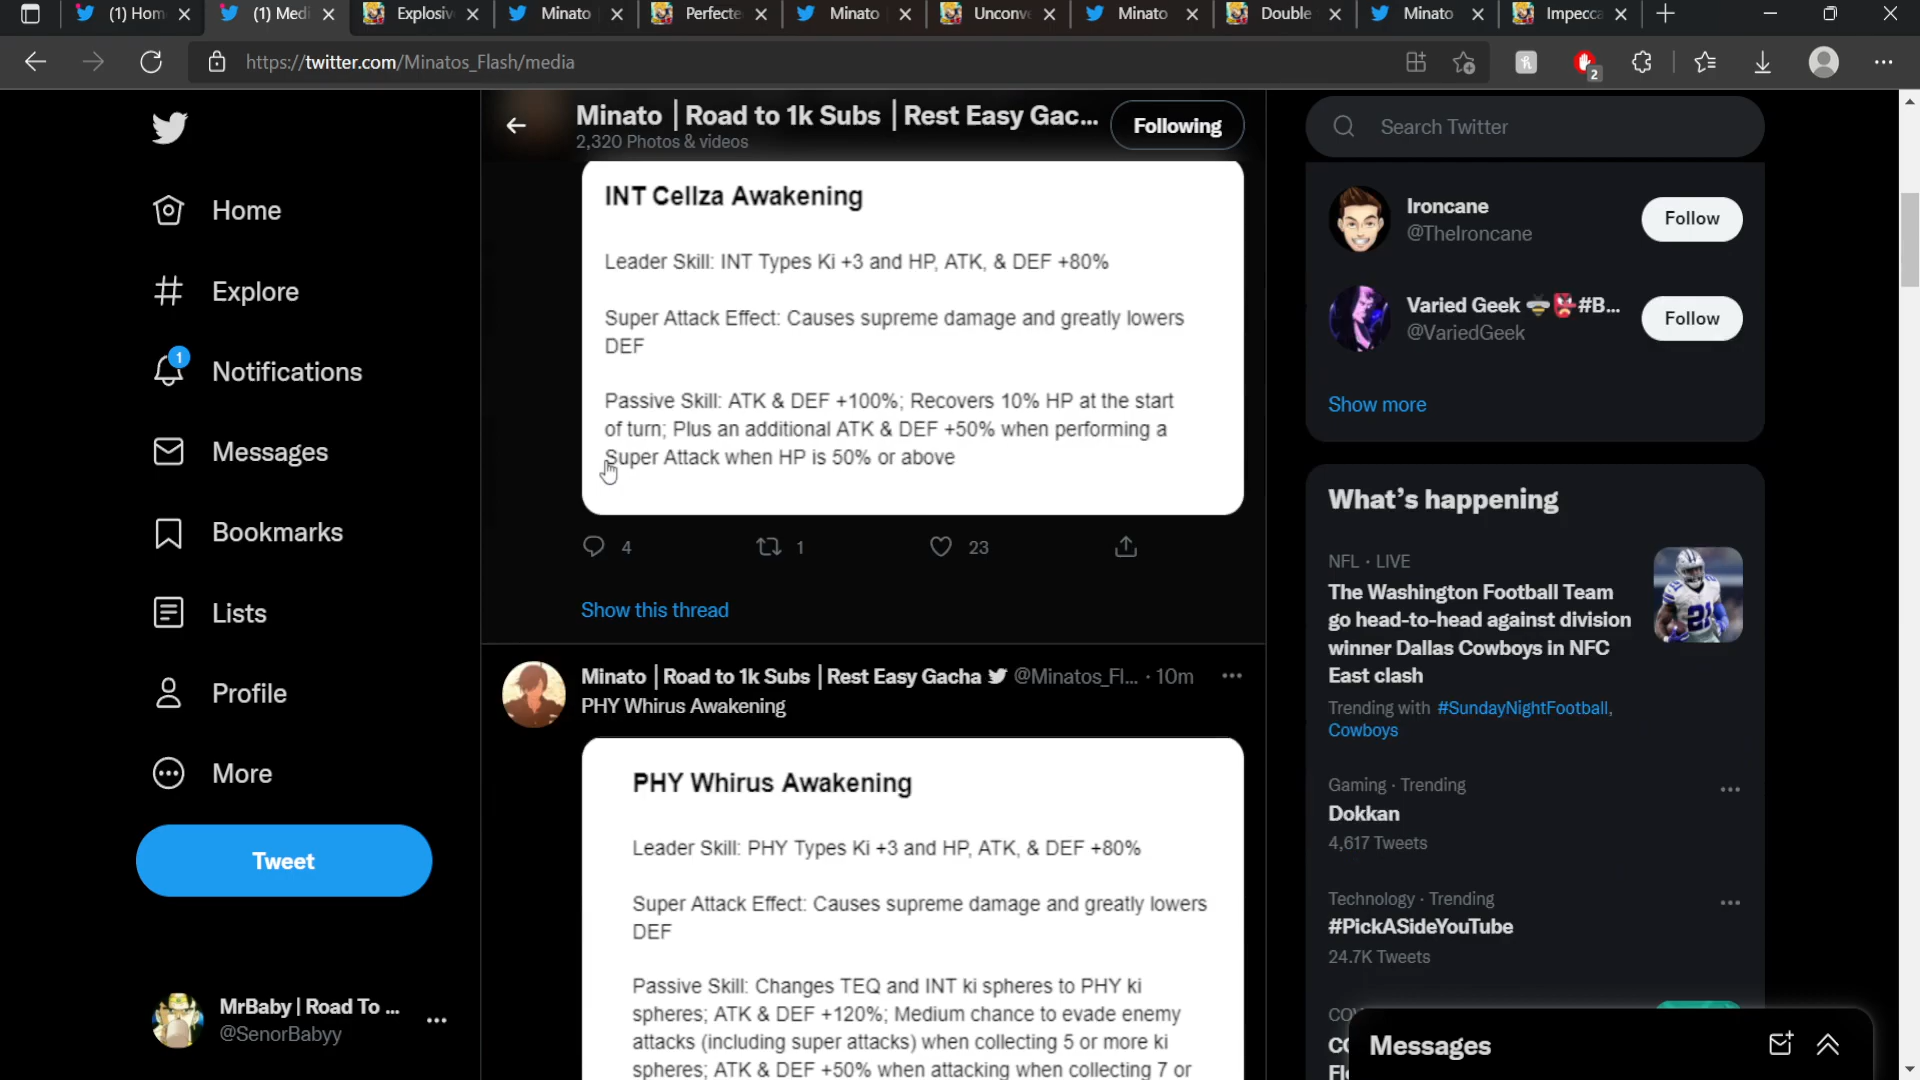 (1) Hom
(1) Medi
Explosiv
Minato
Perfecte
Minato
Unconv
Minato
Double
Minato
Impecca
https://twitter.com/Minatos_Flash/media
2
Home
Explore
1
Notifications
Messages
Bookmarks
Lists
Profile
More
Tweet
MrBaby | Road To ...
@SenorBabyy
Minato | Road to 1k Subs | Rest Easy Gac...
2,320 Photos & videos
Following
INT Cellza Awakening
Leader Skill: INT Types Ki +3 and HP, ATK, & DEF +80%
Super Attack Effect: Causes supreme damage and greatly lowers
DEF
Passive Skill: ATK & DEF +100%; Recovers 10% HP at the start
of turn; Plus an additional ATK & DEF +50% when performing a
Super Attack when HP is 50% or above
4 1 23
Show this thread
Minato | Road to 1k Subs | Rest Easy Gacha @Minatos_Fl... · 10m
PHY Whirus Awakening
PHY Whirus Awakening
Leader Skill: PHY Types Ki +3 and HP, ATK, & DEF +80%
Super Attack Effect: Causes supreme damage and greatly lowers
DEF
Passive Skill: Changes TEQ and INT ki spheres to PHY ki
spheres; ATK & DEF +120%; Medium chance to evade enemy
attacks (including super attacks) when collecting 5 or more ki
spheres; ATK & DEF +50% when attacking when collecting 7 or
Search Twitter
Ironcane
@TheIroncane
Follow
Varied Geek #B...
@VariedGeek
Follow
Show more
What's happening
NFL · LIVE
The Washington Football Team
go head-to-head against division
winner Dallas Cowboys in NFC
East clash
Trending with #SundayNightFootball,
Cowboys
Gaming · Trending
Dokkan
4,617 Tweets
Technology · Trending
#PickASideYouTube
24.7K Tweets
Messages